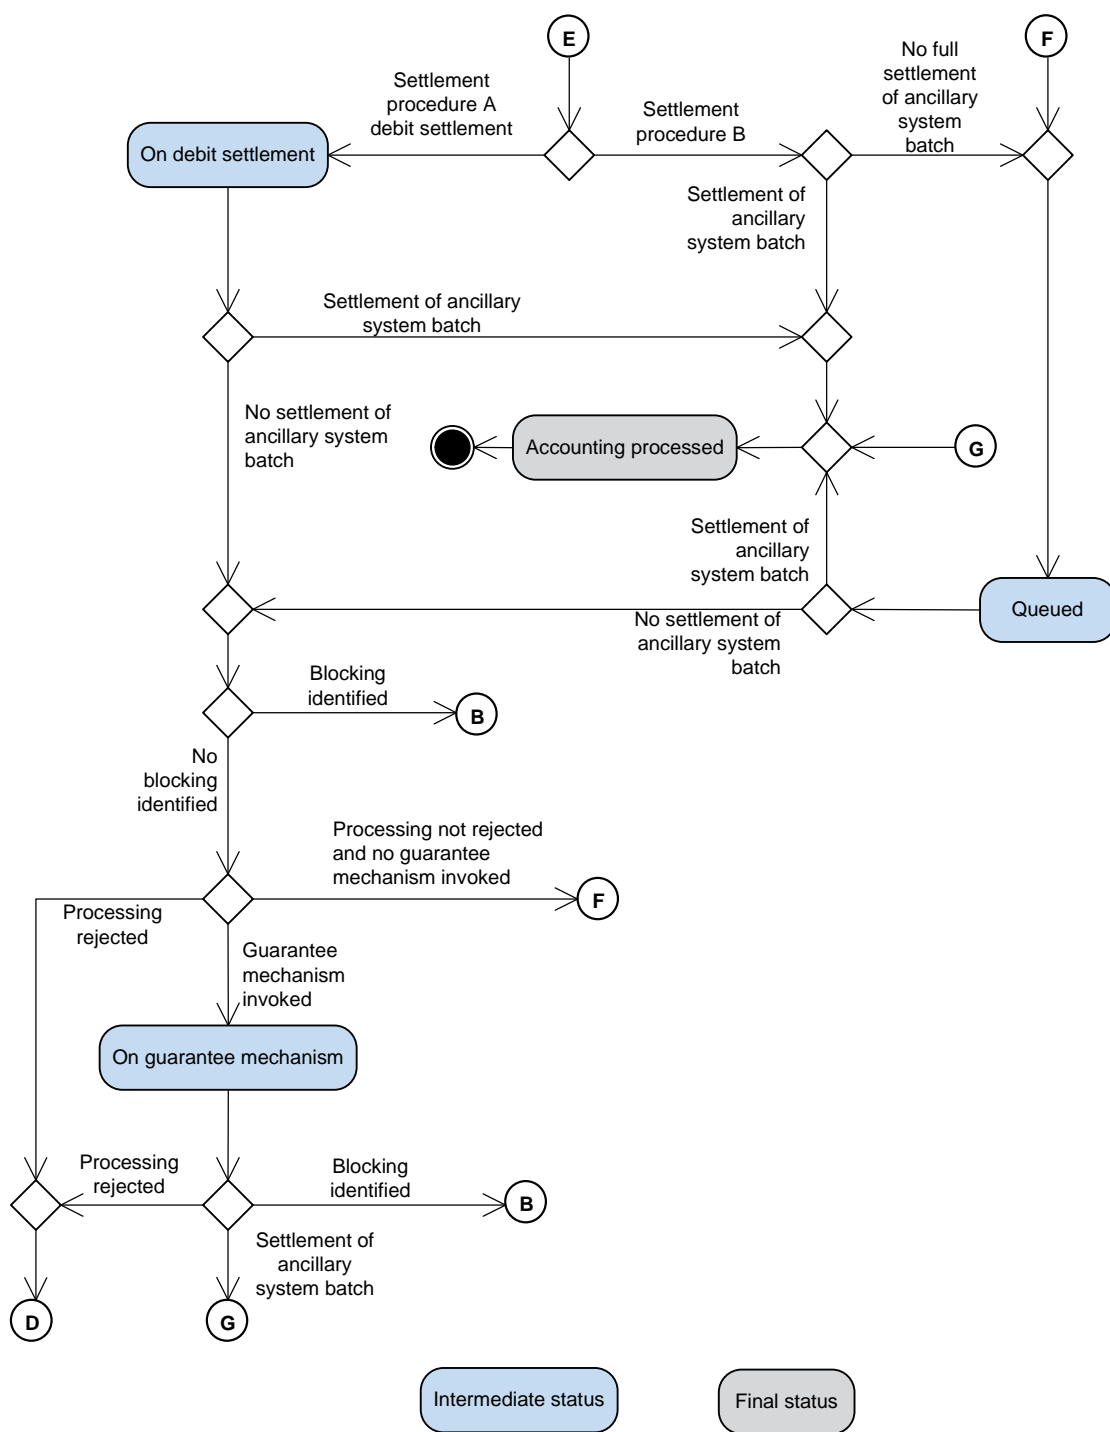 E
F
No full
settlement
of ancillary
system
batch
Settlement
procedure A
debit settlement
Settlement
procedure B
On debit settlement
Settlement of
ancillary
system batch
Settlement of ancillary
system batch
No settlement of
ancillary system
batch
Accounting processed
G
Settlement of
ancillary
system batch
Queued
No settlement of
ancillary system
batch
Blocking
identified
B
No
blocking
identified
Processing not rejected
and no guarantee
mechanism invoked
F
Processing
rejected
Guarantee
mechanism
invoked
On guarantee mechanism
Processing
rejected
Blocking
identified
B
Settlement of
ancillary
system batch
D
G
Intermediate status
Final status